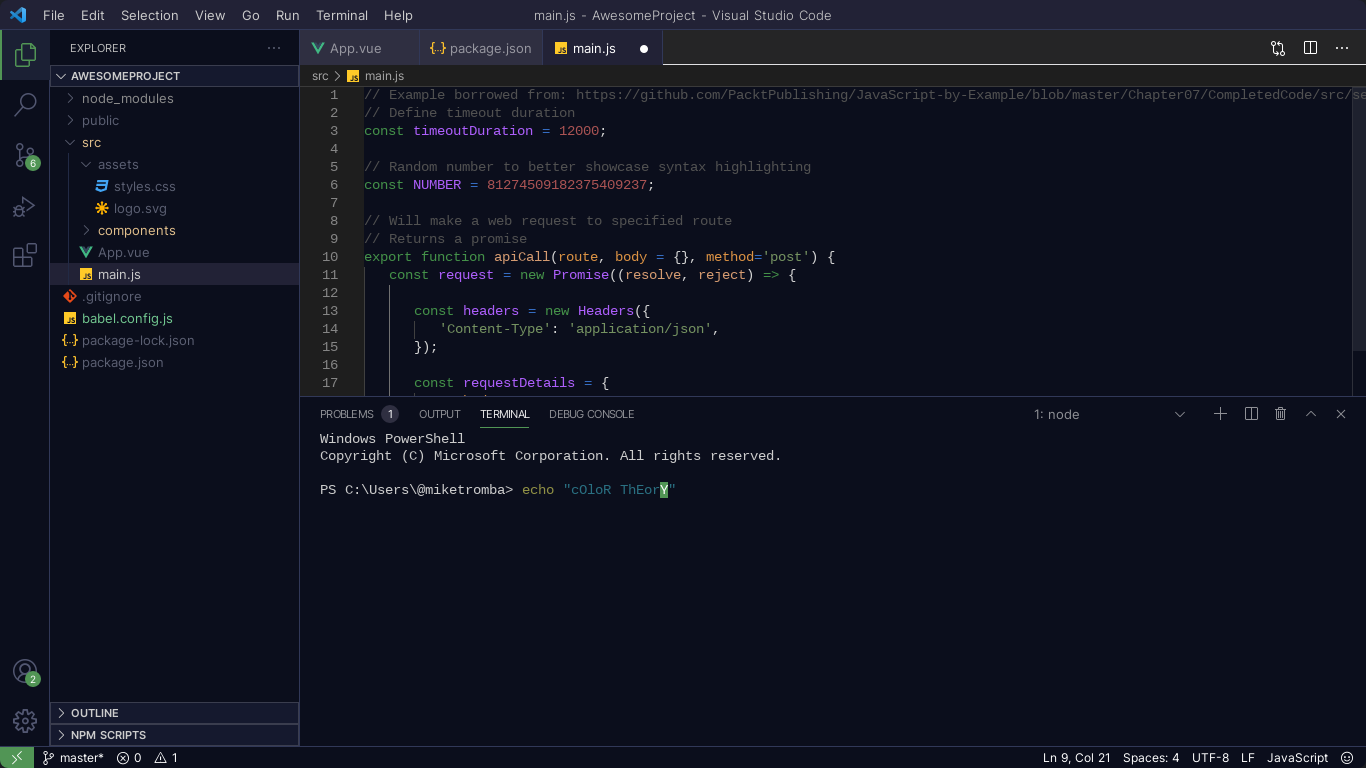 File Edit Selection View Go Run Terminal Help
main.js - AwesomeProject - Visual Studio Code
EXPLORER
AWESOMEPROJECT
node_modules
public
src
assets
styles.css
logo.svg
components
App.vue
main.js
.gitignore
babel.config.js
package-lock.json
package.json
OUTLINE
NPM SCRIPTS
6
2
App.vue
package.json
main.js
src main.js
1 // Example borrowed from: https://github.com/PacktPublishing/JavaScript-by-Example/blob/master/Chapter07/CompletedCode/src/se
2 // Define timeout duration
3 const timeoutDuration = 12000;
4
5 // Random number to better showcase syntax highlighting
6 const NUMBER = 81274509182375409237;
7
8 // Will make a web request to specified route
9 // Returns a promise
10 export function apiCall(route, body = {}, method='post') {
11 const request = new Promise((resolve, reject) => {
12
13 const headers = new Headers({
14 'Content-Type': 'application/json',
15 });
16
17 const requestDetails = {
PROBLEMS 1 OUTPUT TERMINAL DEBUG CONSOLE
1: node
Windows PowerShell
Copyright (C) Microsoft Corporation. All rights reserved.
PS C:\Users\@miketromba> echo "cOloR ThEorY"
master* 0 1
Ln 9, Col 21 Spaces: 4 UTF-8 LF JavaScript